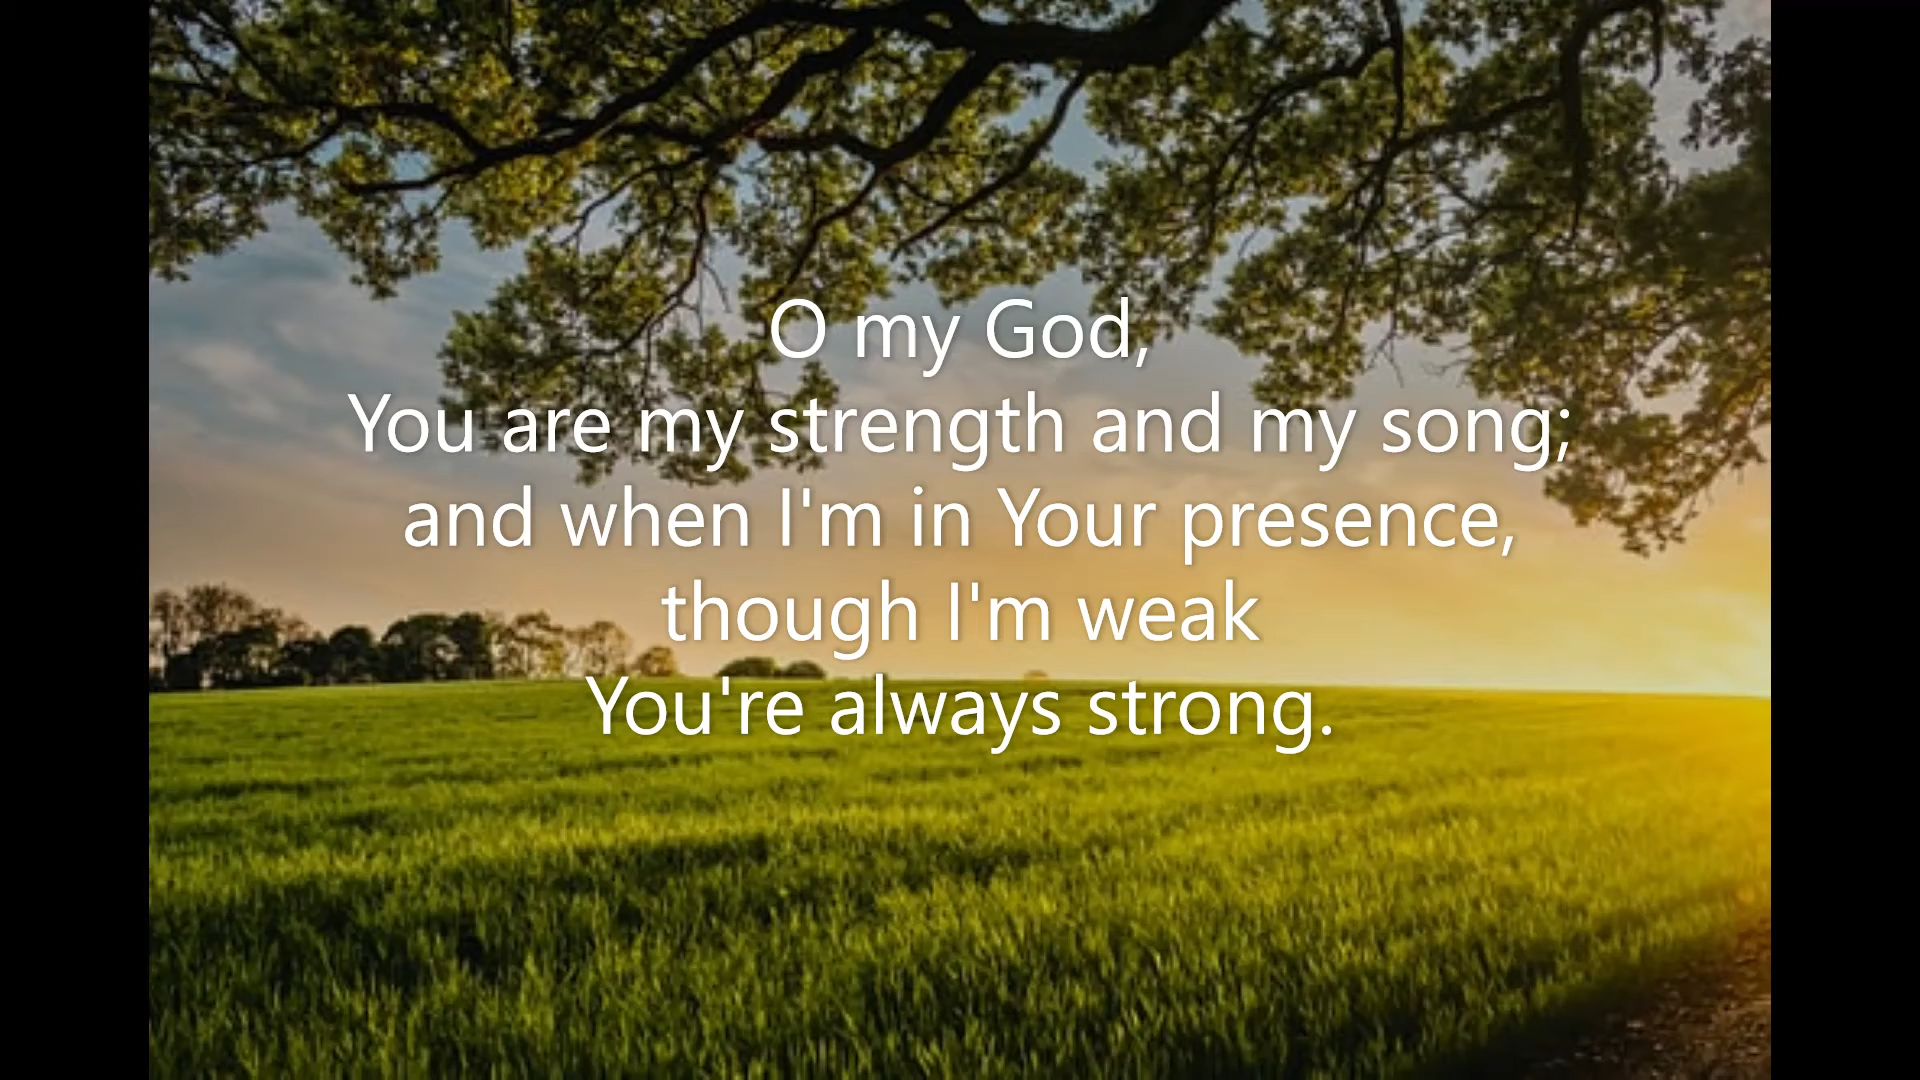 O my God,
You are my strength and my song;
and when I'm in Your presence,
though I'm weak
You're always strong.